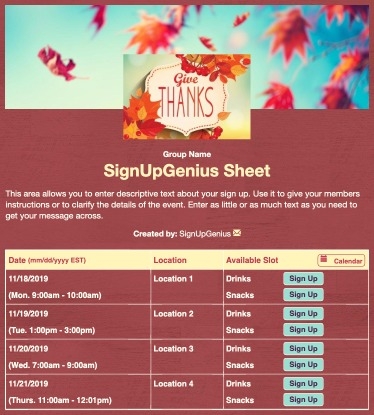 Give
THANKS
Group Name
SignUpGenius Sheet
This area allows you to enter descriptive text about your sign up. Use it to give your members
instructions or to clarify the details of the event. Enter as little or as much text as you need to
get your message across.
Created by: SignUpGenius
Date (mm/dd/yyyy EST) Location Available Slot Calendar
11/18/2019 Location 1 Drinks Sign Up
(Mon. 9:00am - 10:00am) Snacks Sign Up
11/19/2019 Location 2 Drinks Sign Up
(Tue. 1:00pm - 3:00pm) Snacks Sign Up
11/20/2019 Location 3 Drinks Sign Up
(Wed. 7:00am - 9:00am) Snacks Sign Up
11/21/2019 Location 4 Drinks Sign Up
(Thurs. 11:00am - 12:01pm) Snacks Sign Up